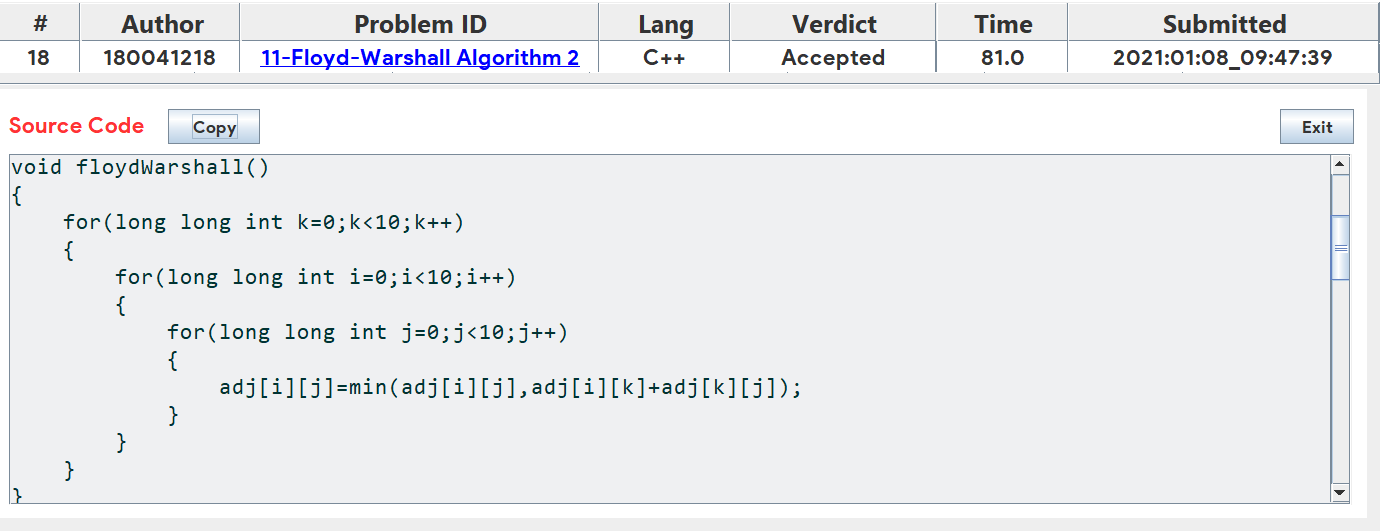 # Author Problem ID Lang Verdict Time Submitted
18 180041218 11-Floyd-Warshall Algorithm 2 C++ Accepted 81.0 2021:01:08_09:47:39
Source Code Copy Exit
void floydWarshall()
{
    for(long long int k=0;k<10;k++)
    {
        for(long long int i=0;i<10;i++)
        {
            for(long long int j=0;j<10;j++)
            {
                adj[i][j]=min(adj[i][j],adj[i][k]+adj[k][j]);
            }
        }
    }
}